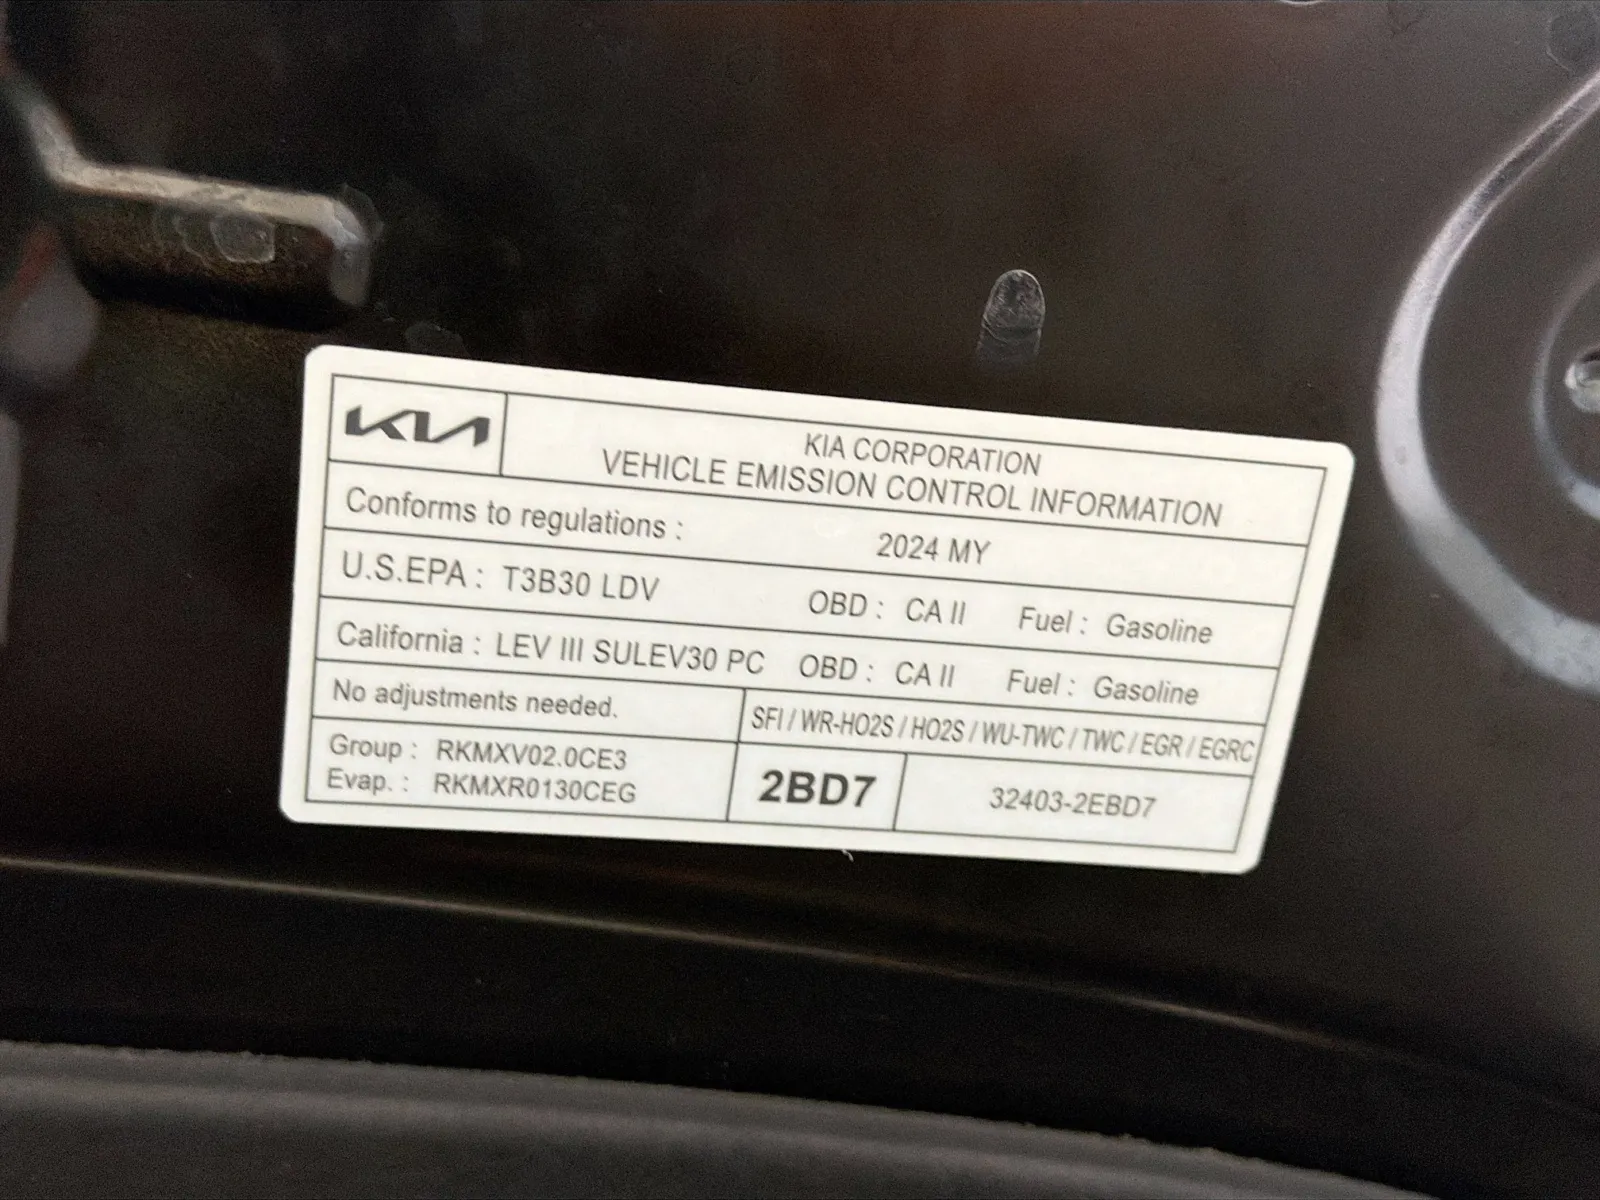 KIA
KIA CORPORATION
VEHICLE EMISSION CONTROL INFORMATION
Conforms to regulations : 2024 MY
U.S.EPA : T3B30 LDV OBD : CA II Fuel : Gasoline
California : LEV III SULEV30 PC OBD : CA II Fuel : Gasoline
No adjustments needed.
SFI / WR-HO2S / HO2S / WU-TWC / TWC / EGR / EGRC
Group : RKMXV02.0CE3
Evap. : RKMXR0130CEG
2BD7
32403-2EBD7